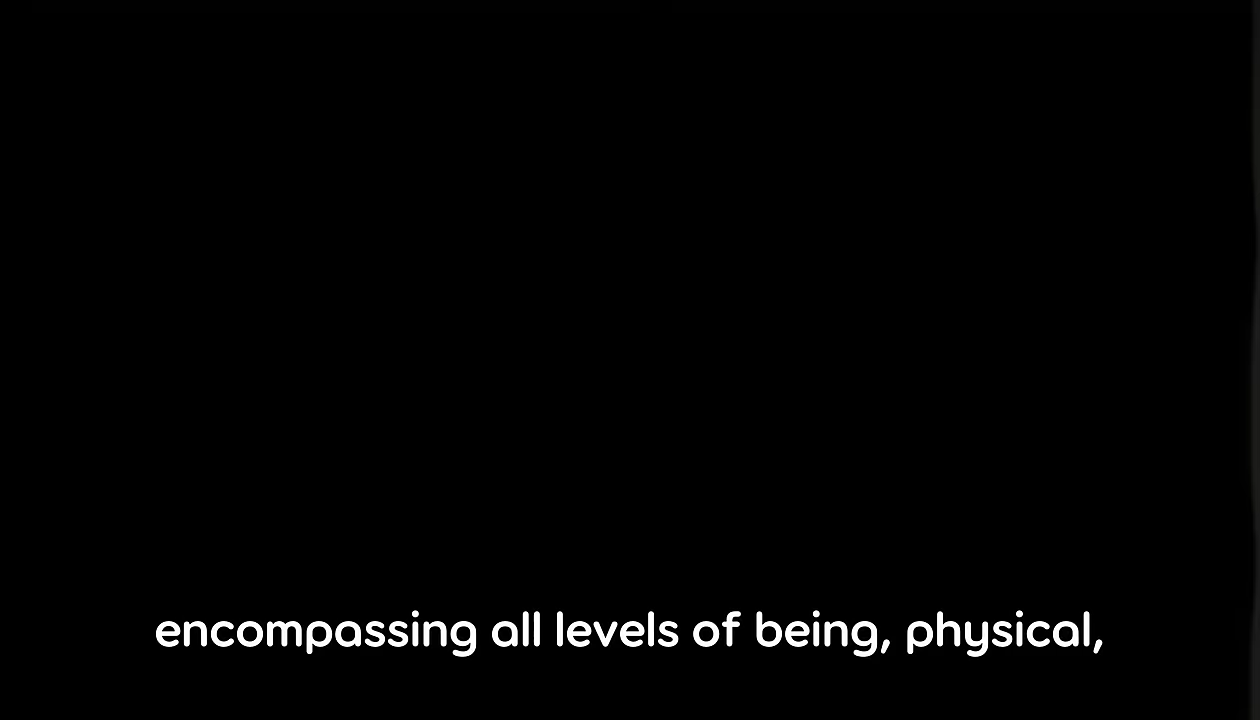 encompassing all levels of being, physical,